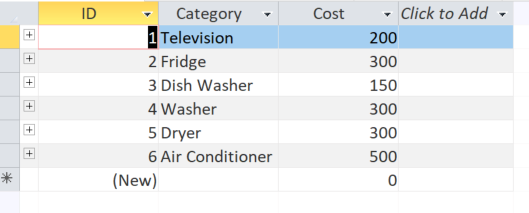 ID Category Cost Click to Add
1 Television 200
2 Fridge 300
3 Dish Washer 150
4 Washer 300
5 Dryer 300
6 Air Conditioner 500
(New) 0